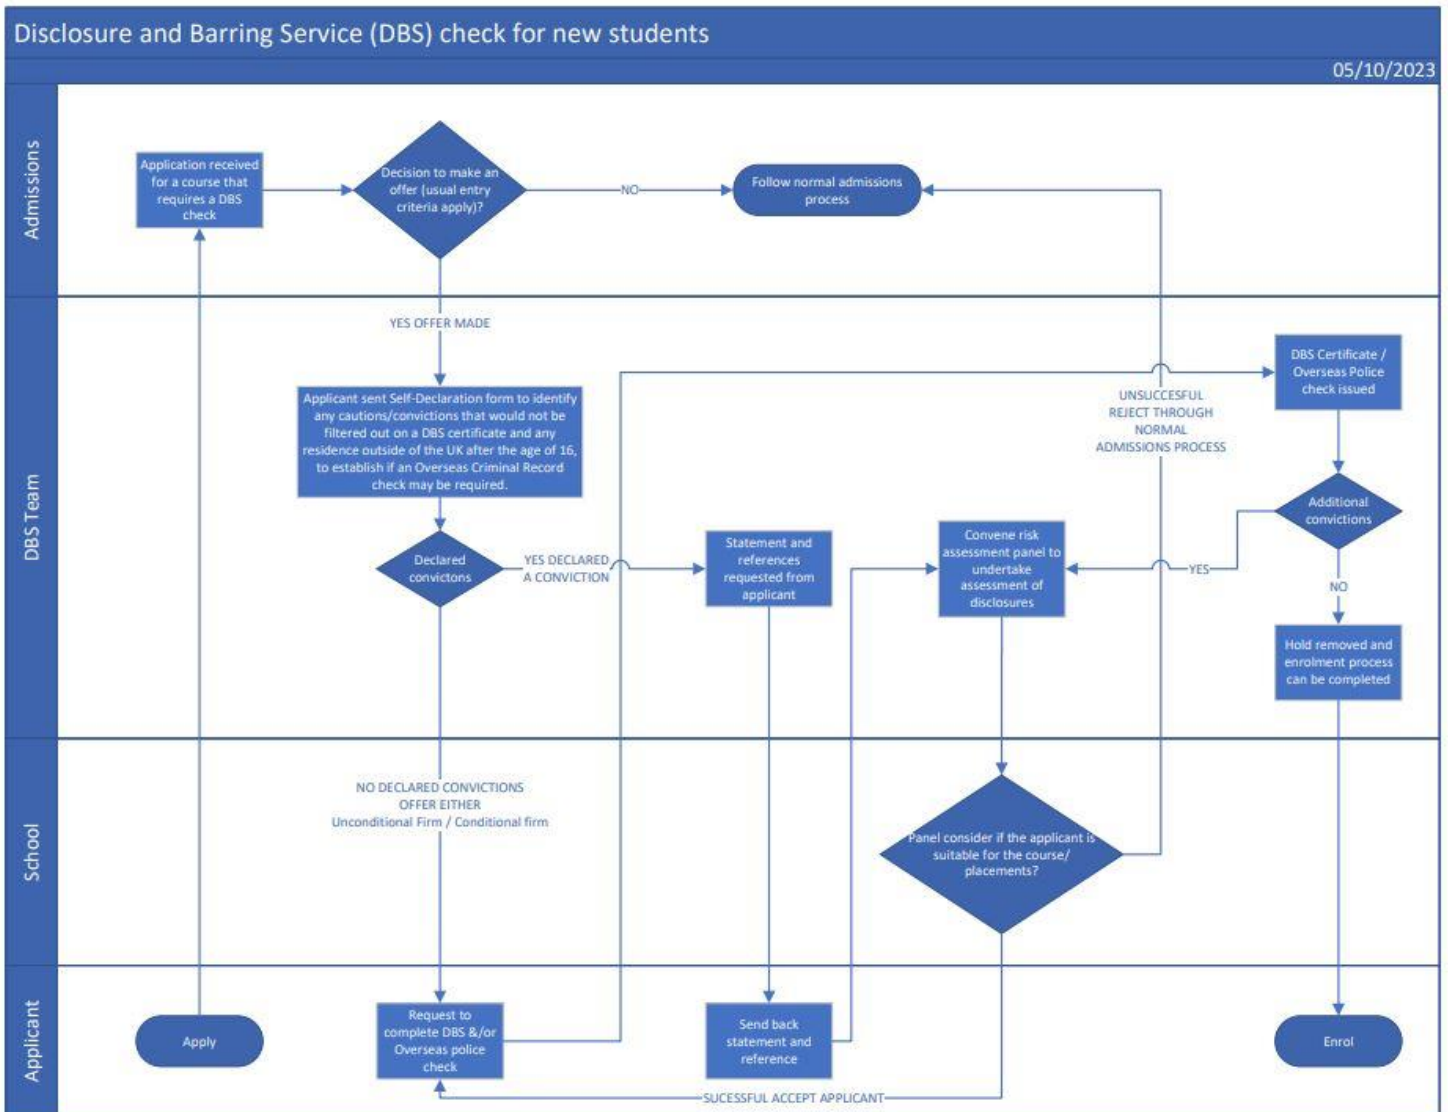 Disclosure and Barring Service (DBS) check for new students
05/10/2023
Admissions
Application received
for a course that
requires a DBS
check
Decision to make an
offer (usual entry
criteria apply)?
NO
Follow normal admissions
process
DBS Team
YES OFFER MADE
Applicant sent Self-Declaration form to identify
any cautions/convictions that would not be
filtered out on a DBS certificate and any
residence outside of the UK after the age of 16,
to establish if an Overseas Criminal Record
check may be required.
Declared
convictons
YES DECLARED
A CONVICTION
Statement and
references
requested from
applicant
Convene risk
assessment panel to
undertake
assessment of
disclosures
UNSUCCESFUL
REJECT THROUGH
NORMAL
ADMISSIONS PROCESS
DBS Certificate /
Overseas Police
check issued
Additional
convictions
YES
NO
Hold removed and
enrolment process
can be completed
School
NO DECLARED CONVICTIONS
OFFER EITHER
Unconditional Firm / Conditional firm
Panel consider if the applicant is
suitable for the course/
placements?
Applicant
Apply
Request to
complete DBS &/or
Overseas police
check
Send back
statement and
reference
SUCESSFUL ACCEPT APPLICANT
Enrol